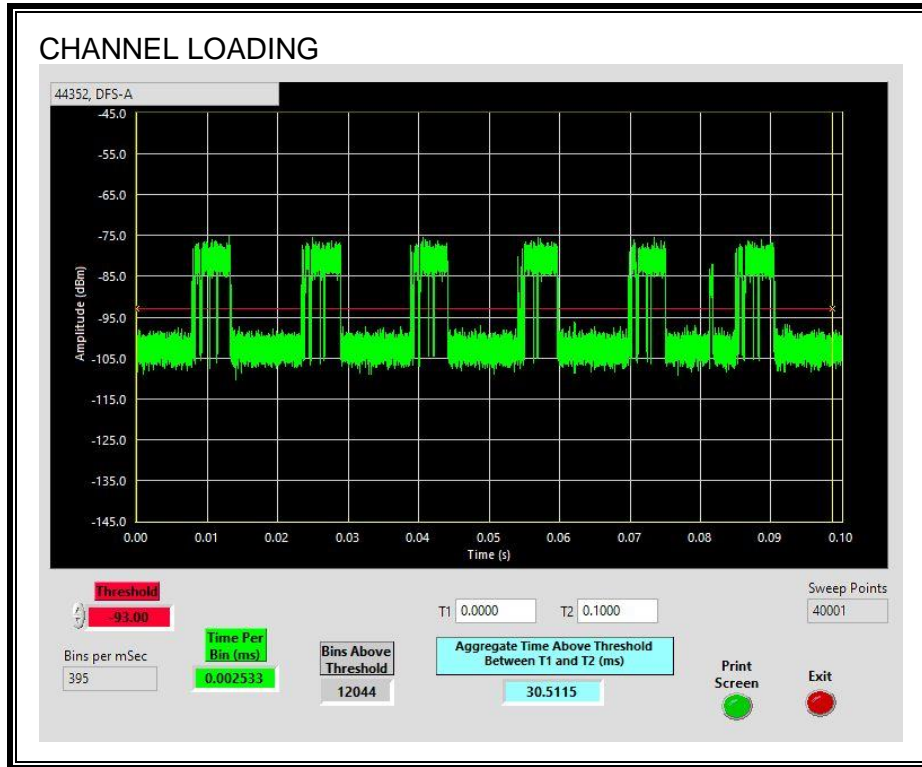 CHANNEL LOADING
44352, DFS-A
-45.0
-55.0
-65.0
-75.0
-85.0
-95.0
-105.0
-115.0
-125.0
-135.0
-145.0
Amplitude (dBm)
0.00 0.01 0.02 0.03 0.04 0.05 0.06 0.07 0.08 0.09 0.10
Time (s)
Threshold
-93.00
Bins per mSec
395
Time Per
Bin (ms)
0.002533
Bins Above
Threshold
12044
T1 0.0000 T2 0.1000
Aggregate Time Above Threshold
Between T1 and T2 (ms)
30.5115
Sweep Points
40001
Print
Screen
Exit